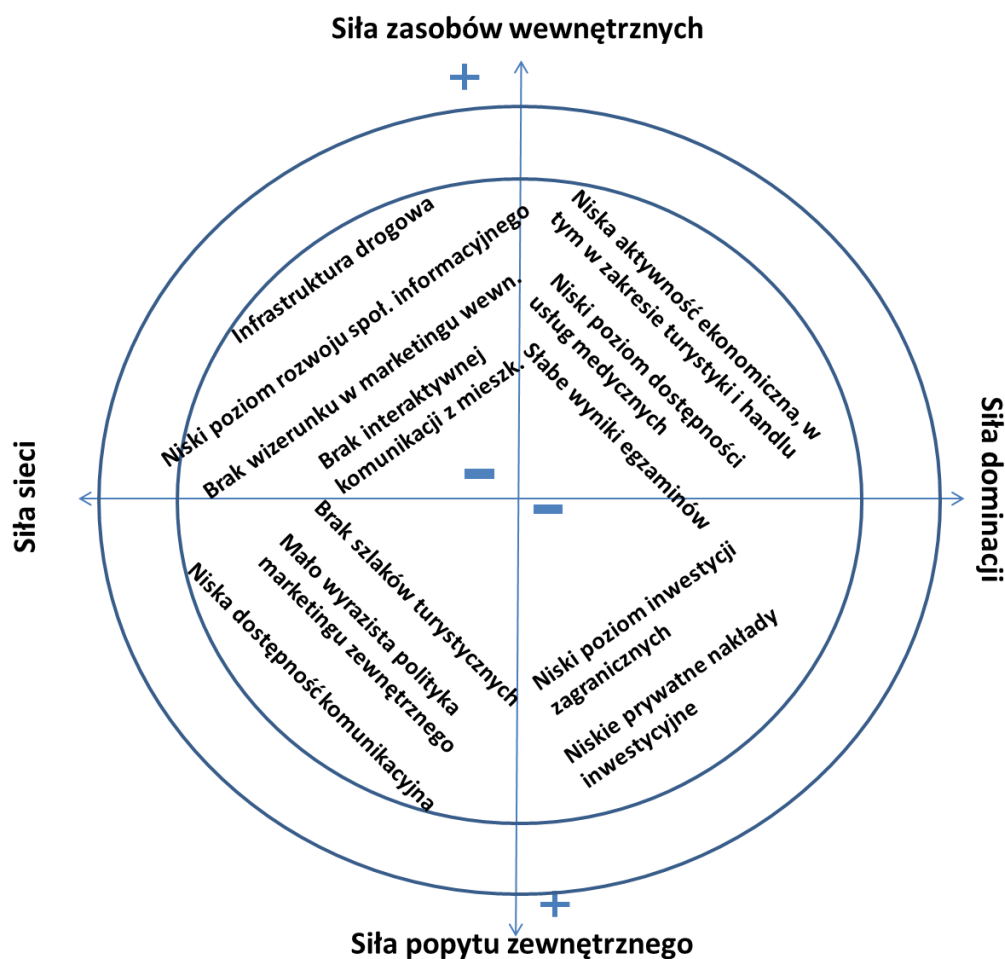 Siła zasobów wewnętrznych
+
Infrastruktura drogowa
Niski poziom rozwoju społ. informacyjnego
Brak wizerunku w marketingu wewn.
Brak interaktywnej
komunikacji z mieszk.
Niska aktywność ekonomiczna, w
tym w zakresie turystyki i handlu
Niski poziom dostępności
usług medycznych
Słabe wyniki egzaminów
Siła sieci
Siła dominacji
-
-
Brak szlaków turystycznych
Mało wyrazista polityka
marketingu zewnętrznego
Niska dostępność komunikacyjna
Niski poziom inwestycji
zagranicznych
Niskie prywatne nakłady
inwestycyjne
+
Siła popytu zewnętrznego